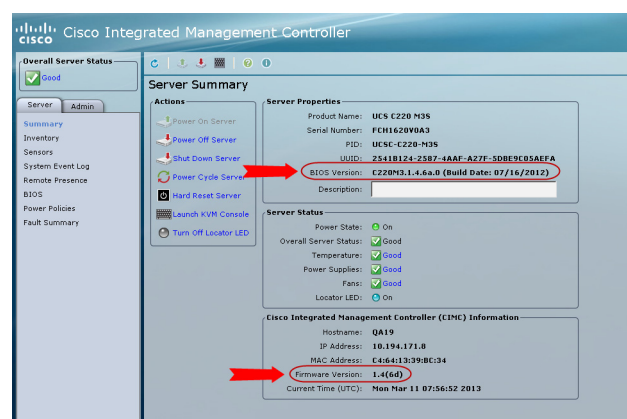 CISCO Cisco Integrated Management Controller
Overall Server Status
Good
Server Admin
Summary
Inventory
Sensors
System Event Log
Remote Presence
BIOS
Power Policies
Fault Summary
Server Summary
Actions
Power On Server
Power Off Server
Shut Down Server
Power Cycle Server
Hard Reset Server
Launch KVM Console
Turn Off Locator LED
Server Properties
Product Name: UCS C220 M3S
Serial Number: FCH1620V0A3
PID: UCSC-C220-M3S
UUID: 2541B124-2587-4AAF-A27F-5DBE9C05AEFA
BIOS Version: C220M3.1.4.6a.0 (Build Date: 07/16/2012)
Description:
Server Status
Power State: On
Overall Server Status: Good
Temperature: Good
Power Supplies: Good
Fans: Good
Locator LED: On
Cisco Integrated Management Controller (CIMC) Information
Hostname: QA19
IP Address: 10.194.171.8
MAC Address: C4:64:13:39:BC:34
Firmware Version: 1.4(6d)
Current Time (UTC): Mon Mar 11 07:56:52 2013